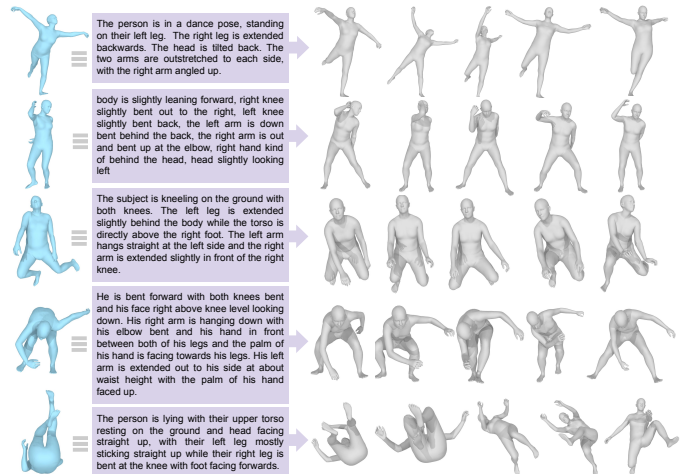 The person is in a dance pose, standing
on their left leg. The right leg is extended
backwards. The head is tilted back. The
two arms are outstretched to each side,
with the right arm angled up.
body is slightly leaning forward, right knee
slightly bent out to the right, left knee
slightly bent back, the left arm is down
bent behind the back, the right arm is out
and bent up at the elbow, right hand kind
of behind the head, head slightly looking
left
The subject is kneeling on the ground with
both knees. The left leg is extended
slightly behind the body while the torso is
directly above the right foot. The left arm
hangs straight at the left side and the right
arm is extended slightly in front of the right
knee.
He is bent forward with both knees bent
and his face right above knee level looking
down. His right arm is hanging down with
his elbow bent and his hand in front
between both of his legs and the palm of
his hand is facing towards his legs. His left
arm is extended out to his side at about
waist height with the palm of his hand
faced up.
The person is lying with their upper torso
resting on the ground and head facing
straight up, with their left leg mostly
sticking straight up while their right leg is
bent at the knee with foot facing forwards.